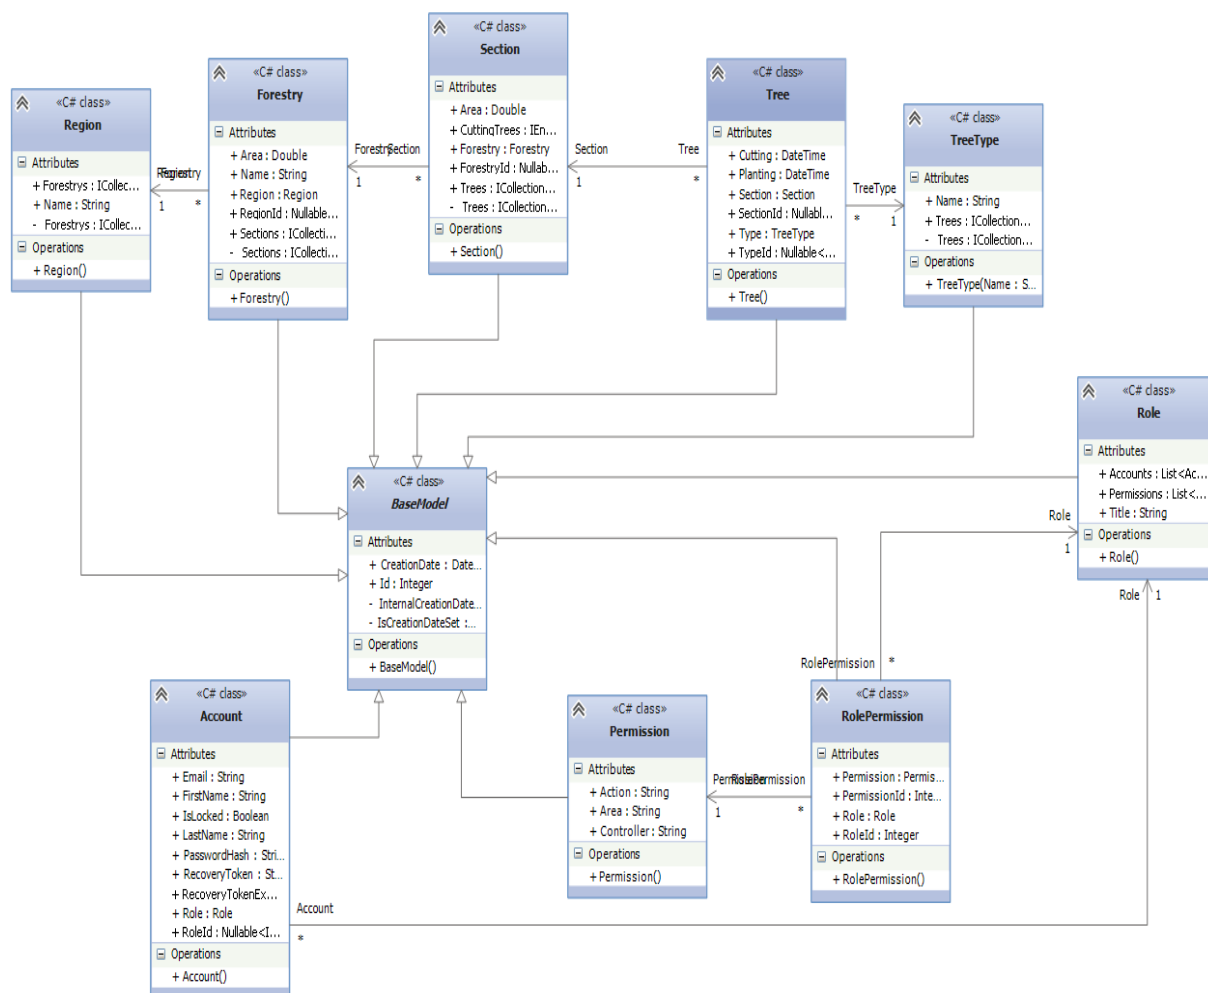 «C# class»
Region
Attributes
+ Forestrys : ICollec...
+ Name : String
- Forestrys : ICollec...
Operations
+ Region()
«C# class»
Forestry
Attributes
+ Area : Double
+ Name : String
+ Region : Region
+ RegionId : Nullable...
+ Sections : ICollecti...
- Sections : ICollecti...
Operations
+ Forestry()
«C# class»
Section
Attributes
+ Area : Double
+ CuttingTrees : IEn...
+ Forestry : Forestry
+ ForestryId : Nullab...
+ Trees : ICollection...
- Trees : ICollection...
Operations
+ Section()
«C# class»
Tree
Attributes
+ Cutting : DateTime
+ Planting : DateTime
+ Section : Section
+ SectionId : Nullabl...
+ Type : TreeType
+ TypeId : Nullable<...
Operations
+ Tree()
«C# class»
TreeType
Attributes
+ Name : String
+ Trees : ICollection...
- Trees : ICollection...
Operations
+ TreeType(Name : S...
Region
Forestry
1
*
Forestry
Section
1
*
Section
Tree
1
*
TreeType
*
1
«C# class»
Role
Attributes
+ Accounts : List<Ac...
+ Permissions : List<...
+ Title : String
Operations
+ Role()
«C# class»
BaseModel
Attributes
+ CreationDate : Date...
+ Id : Integer
- InternalCreationDate...
- IsCreationDateSet :...
Operations
+ BaseModel()
Role
1
Role
1
RolePermission
*
«C# class»
Account
Attributes
+ Email : String
+ FirstName : String
+ IsLocked : Boolean
+ LastName : String
+ PasswordHash : Stri...
+ RecoveryToken : St...
+ RecoveryTokenEx...
+ Role : Role
+ RoleId : Nullable<I...
Operations
+ Account()
Account
*
«C# class»
Permission
Attributes
+ Action : String
+ Area : String
+ Controller : String
Operations
+ Permission()
Permission
RolePermission
1
*
«C# class»
RolePermission
Attributes
+ Permission : Permis...
+ PermissionId : Inte...
+ Role : Role
+ RoleId : Integer
Operations
+ RolePermission()